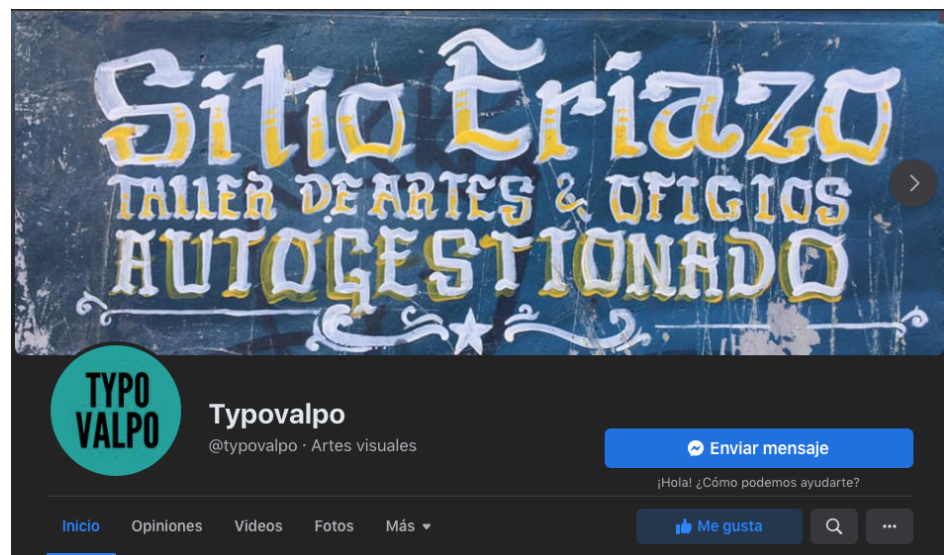 Sitio Eriazo
TALLER DE ARTES & OFICIOS
AUTOGESTIONADO
TYPO
VALPO
Typovalpo
@typovalpo · Artes visuales
Enviar mensaje
¡Hola! ¿Cómo podemos ayudarte?
Inicio Opiniones Videos Fotos Más
Me gusta